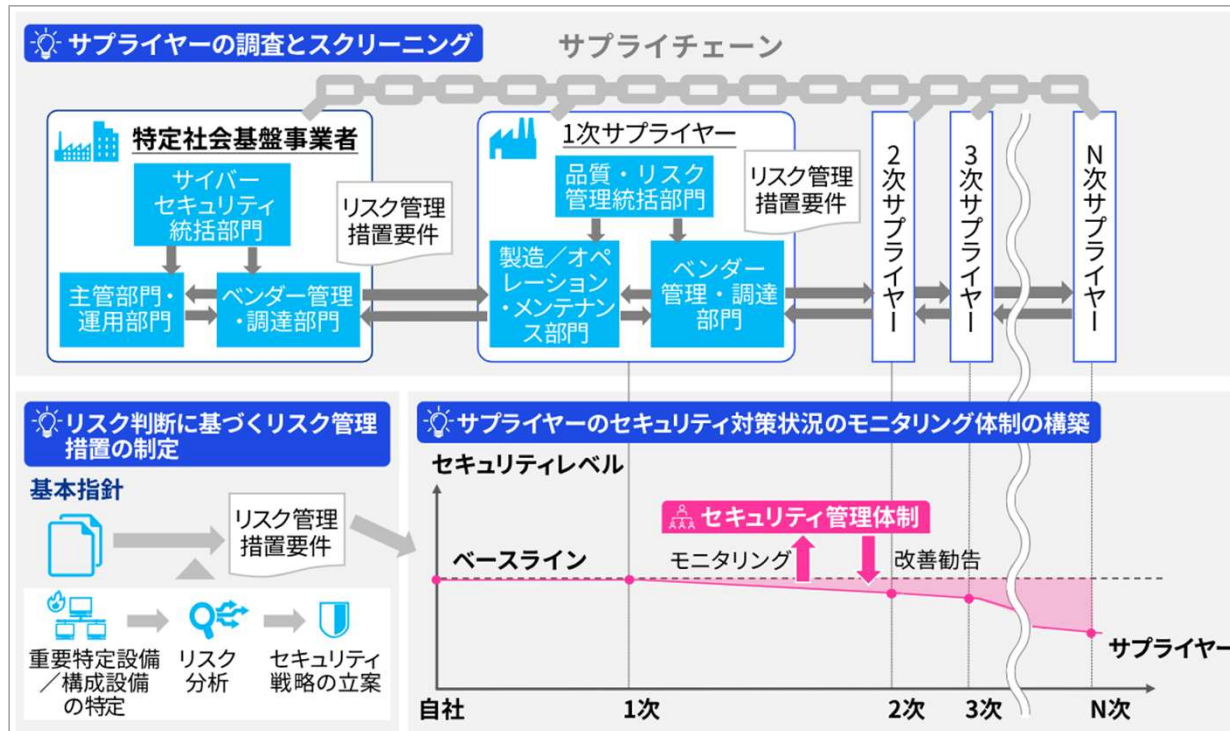 サプライヤーの調査とスクリーニング
サプライチェーン
特定社会基盤事業者
サイバー
セキュリティ
統括部門
主管部門・
運用部門
ベンダー管理
・調達部門
リスク管理
措置要件
1次サプライヤー
品質・リスク
管理統括部門
製造／オペ
レーション
・メンテナン
ス部門
ベンダー
管理・調達
部門
リスク管理
措置要件
2次サプライヤー
3次サプライヤー
N次サプライヤー
リスク判断に基づくリスク管理
措置の制定
基本指針
リスク管理
措置要件
重要特定設備
／構成設備
の特定
リスク
分析
セキュリティ
戦略の立案
サプライヤーのセキュリティ対策状況のモニタリング体制の構築
セキュリティレベル
セキュリティ管理体制
ベースライン
モニタリング
改善勧告
サプライヤー
自社
1次
2次
3次
N次